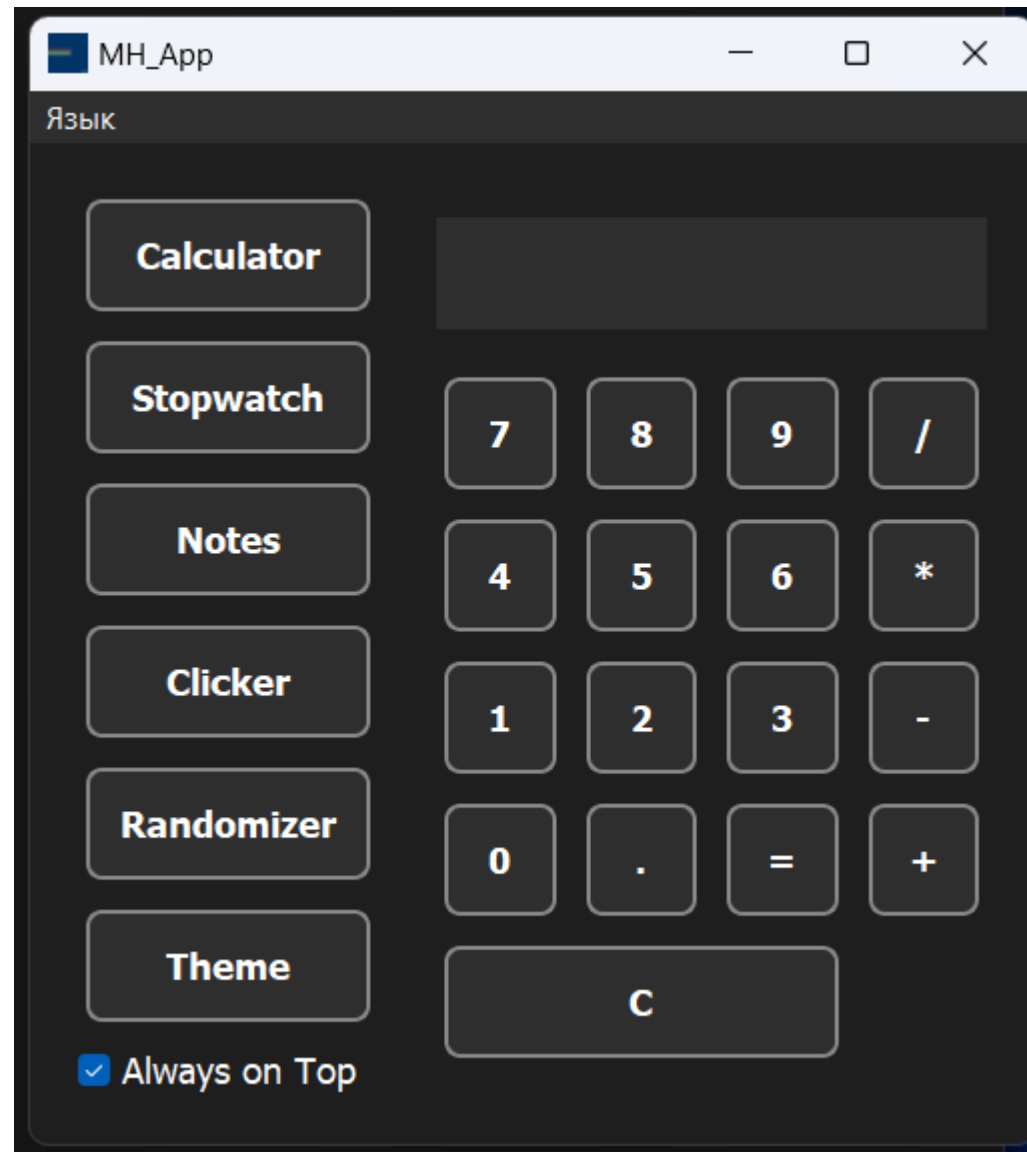 MH_App
Язык
Calculator
Stopwatch
Notes
Clicker
Randomizer
Theme
Always on Top
7 8 9 /
4 5 6 *
1 2 3 -
0 . = +
C